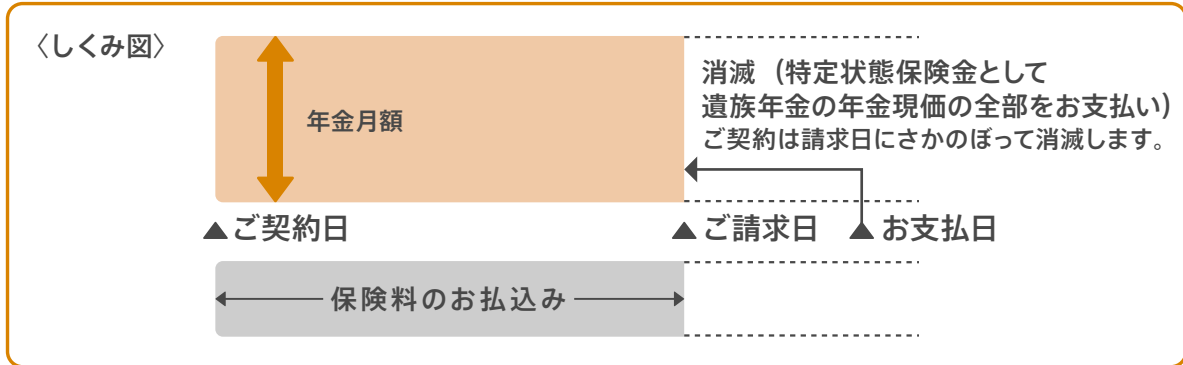 〈しくみ図〉
年金月額
消滅（特定状態保険金として
遺族年金の年金現価の全部をお支払い）
ご契約は請求日にさかのぼって消滅します。
▲ご契約日
▲ご請求日
▲お支払日
保険料のお払込み